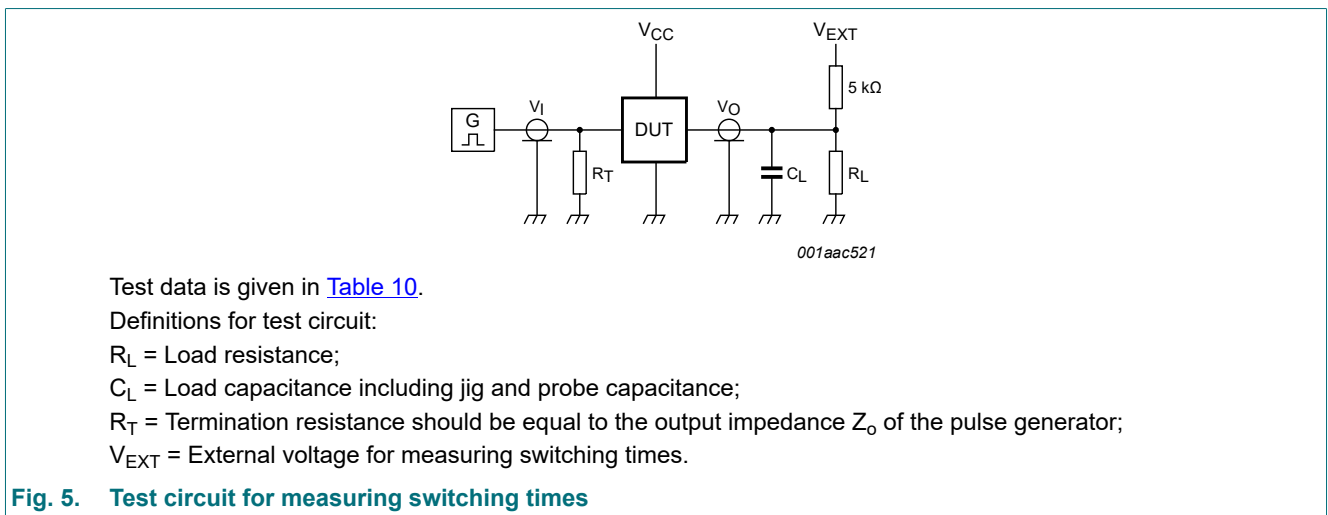 VCC
VEXT
5 kΩ
G
VI
DUT
VO
RT
CL
RL
001aac521
Test data is given in Table 10.
Definitions for test circuit:
RL = Load resistance;
CL = Load capacitance including jig and probe capacitance;
RT = Termination resistance should be equal to the output impedance Zo of the pulse generator;
VEXT = External voltage for measuring switching times.
Fig. 5. Test circuit for measuring switching times